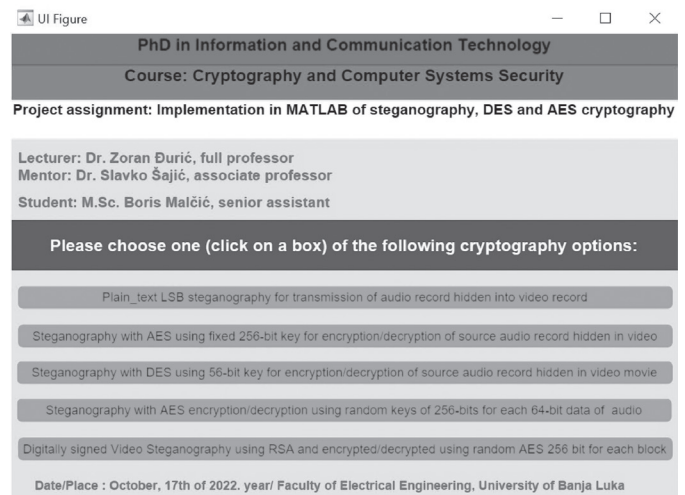 UI Figure
PhD in Information and Communication Technology
Course: Cryptography and Computer Systems Security
Project assignment: Implementation in MATLAB of steganography, DES and AES cryptography
Lecturer: Dr. Zoran Đurić, full professor
Mentor: Dr. Slavko Šajić, associate professor
Student: M.Sc. Boris Malčić, senior assistant
Please choose one (click on a box) of the following cryptography options:
Plain_text LSB steganography for transmission of audio record hidden into video record
Steganography with AES using fixed 256-bit key for encryption/decryption of source audio record hidden in video
Steganography with DES using 56-bit key for encryption/decryption of source audio record hidden in video movie
Steganography with AES encryption/decryption using random keys of 256-bits for each 64-bit data of audio
Digitally signed Video Steganography using RSA and encrypted/decrypted using random AES 256 bit for each block
Date/Place : October, 17th of 2022. year/ Faculty of Electrical Engineering, University of Banja Luka